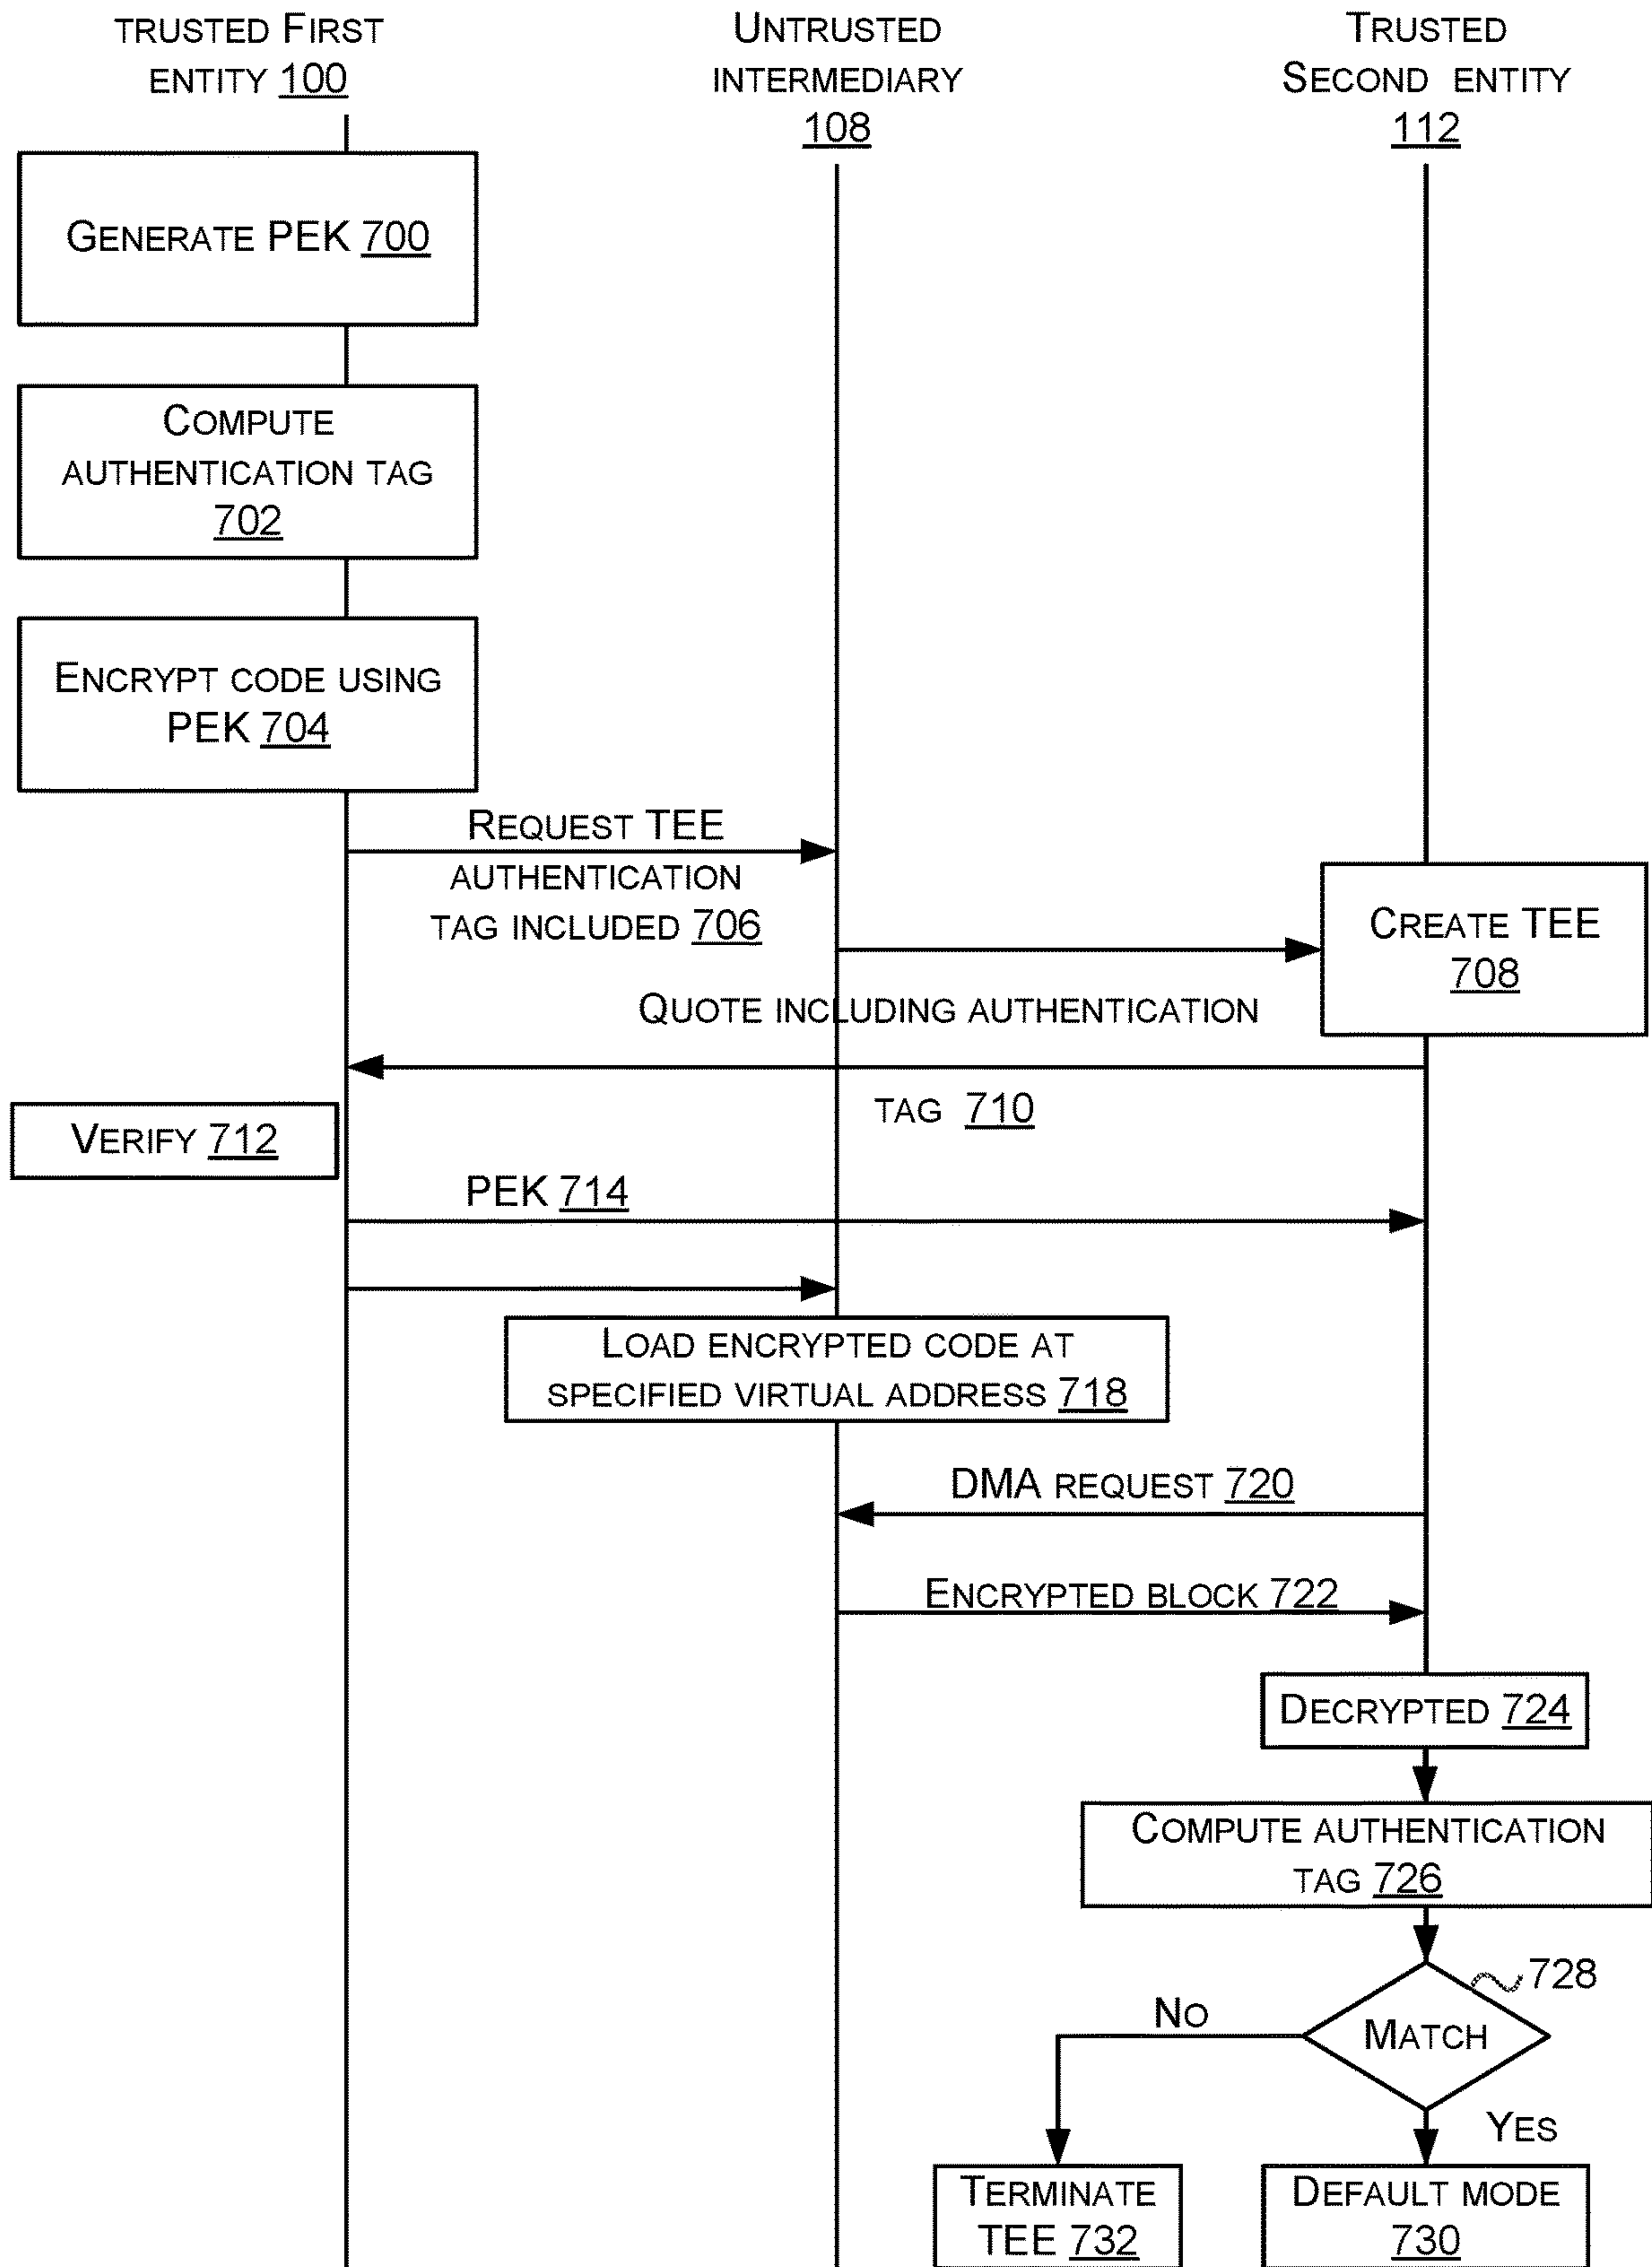 TRUSTED FIRST
ENTITY 100
UNTRUSTED
INTERMEDIARY
108
TRUSTED
SECOND ENTITY
112
GENERATE PEK 700
COMPUTE
AUTHENTICATION TAG
702
ENCRYPT CODE USING
PEK 704
REQUEST TEE
AUTHENTICATION
TAG INCLUDED 706
CREATE TEE
708
QUOTE INCLUDING AUTHENTICATION
TAG 710
VERIFY 712
PEK 714
LOAD ENCRYPTED CODE AT
SPECIFIED VIRTUAL ADDRESS 718
DMA REQUEST 720
ENCRYPTED BLOCK 722
DECRYPTED 724
COMPUTE AUTHENTICATION
TAG 726
728
MATCH
NO
YES
TERMINATE
TEE 732
DEFAULT MODE
730